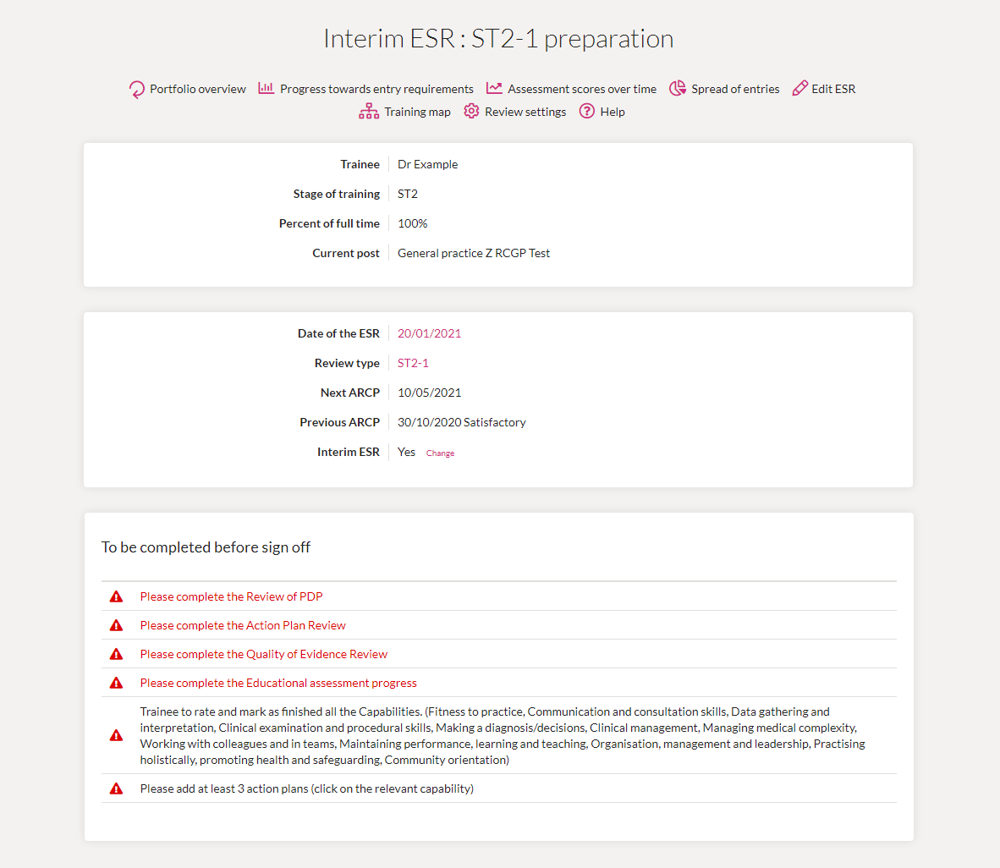 Interim ESR : ST2-1 preparation
Portfolio overview Progress towards entry requirements Assessment scores over time Spread of entries Edit ESR
Training map Review settings Help
Trainee Dr Example
Stage of training ST2
Percent of full time 100%
Current post General practice Z RCGP Test
Date of the ESR 20/01/2021
Review type ST2-1
Next ARCP 10/05/2021
Previous ARCP 30/10/2020 Satisfactory
Interim ESR Yes Change
To be completed before sign off
Please complete the Review of PDP
Please complete the Action Plan Review
Please complete the Quality of Evidence Review
Please complete the Educational assessment progress
Trainee to rate and mark as finished all the Capabilities. (Fitness to practice, Communication and consultation skills, Data gathering and
interpretation, Clinical examination and procedural skills, Making a diagnosis/decisions, Clinical management, Managing medical complexity,
Working with colleagues and in teams, Maintaining performance, learning and teaching, Organisation, management and leadership, Practising
holistically, promoting health and safeguarding, Community orientation)
Please add at least 3 action plans (click on the relevant capability)